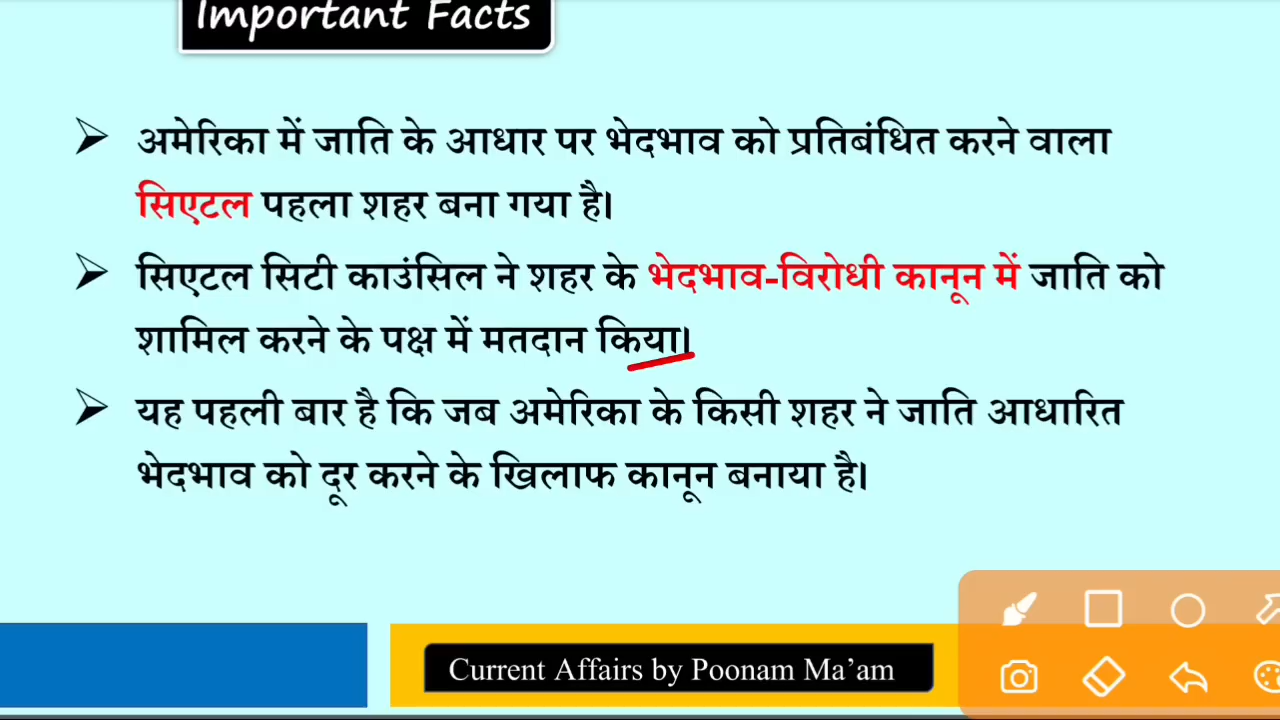 Important Facts
➤ अमेरिका में जाति के आधार पर भेदभाव को प्रतिबंधित करने वाला
सिएटल पहला शहर बना गया है।
➤ सिएटल सिटी काउंसिल ने शहर के भेदभाव-विरोधी कानून में जाति को
शामिल करने के पक्ष में मतदान किया।
➤ यह पहली बार है कि जब अमेरिका के किसी शहर ने जाति आधारित
भेदभाव को दूर करने के खिलाफ कानून बनाया है।
Current Affairs by Poonam Ma’am